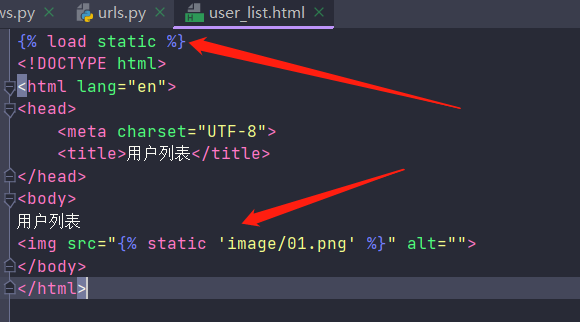 ws.py urls.py user_list.html
{% load static %}
<!DOCTYPE html>
<html lang="en">
<head>
<meta charset="UTF-8">
<title>用户列表</title>
</head>
<body>
用户列表
<img src="{% static 'image/01.png' %}" alt="">
</body>
</html>